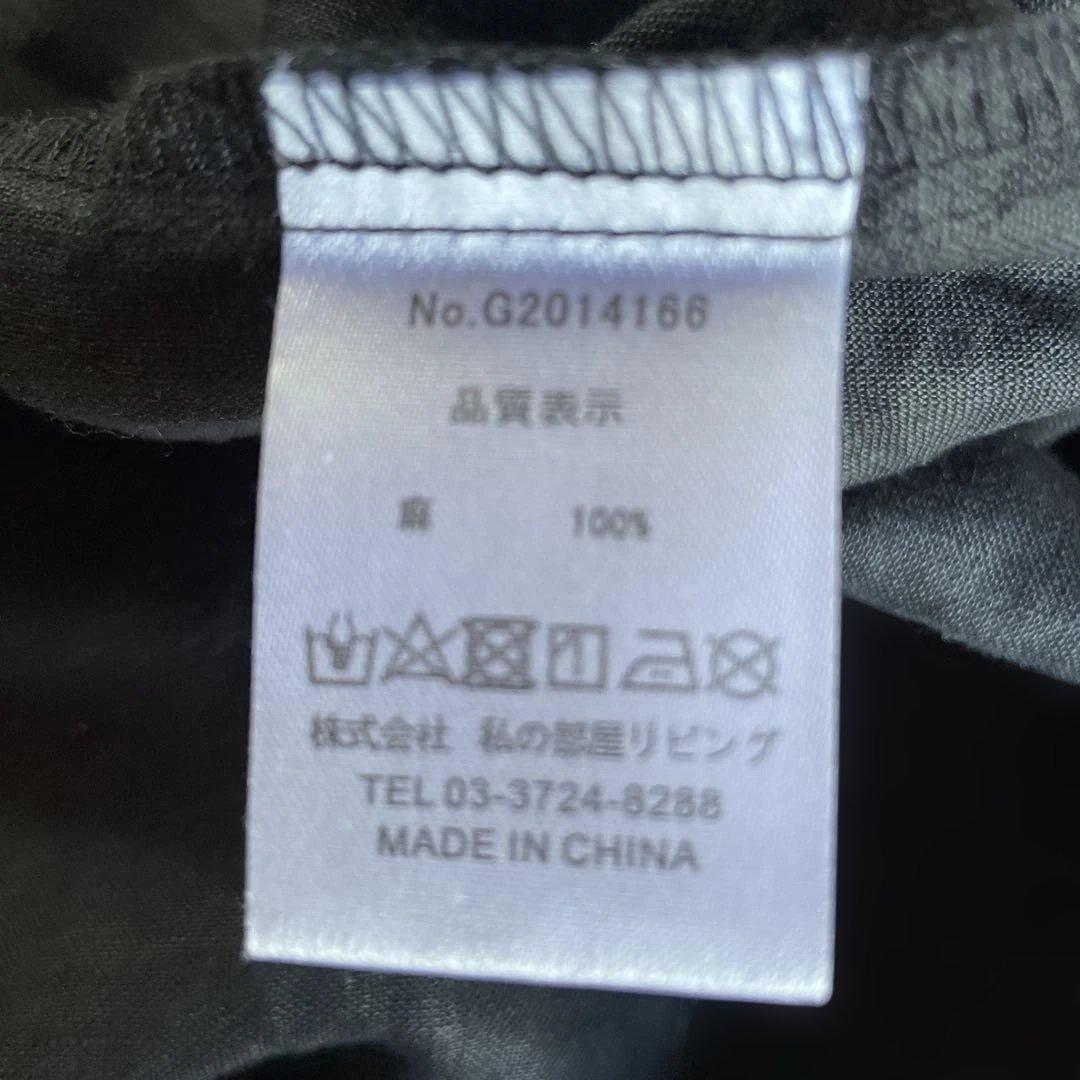 No.G2014166
品質表示
麻 100%
株式会社 私の部屋リビング
TEL 03-3724-8288
MADE IN CHINA